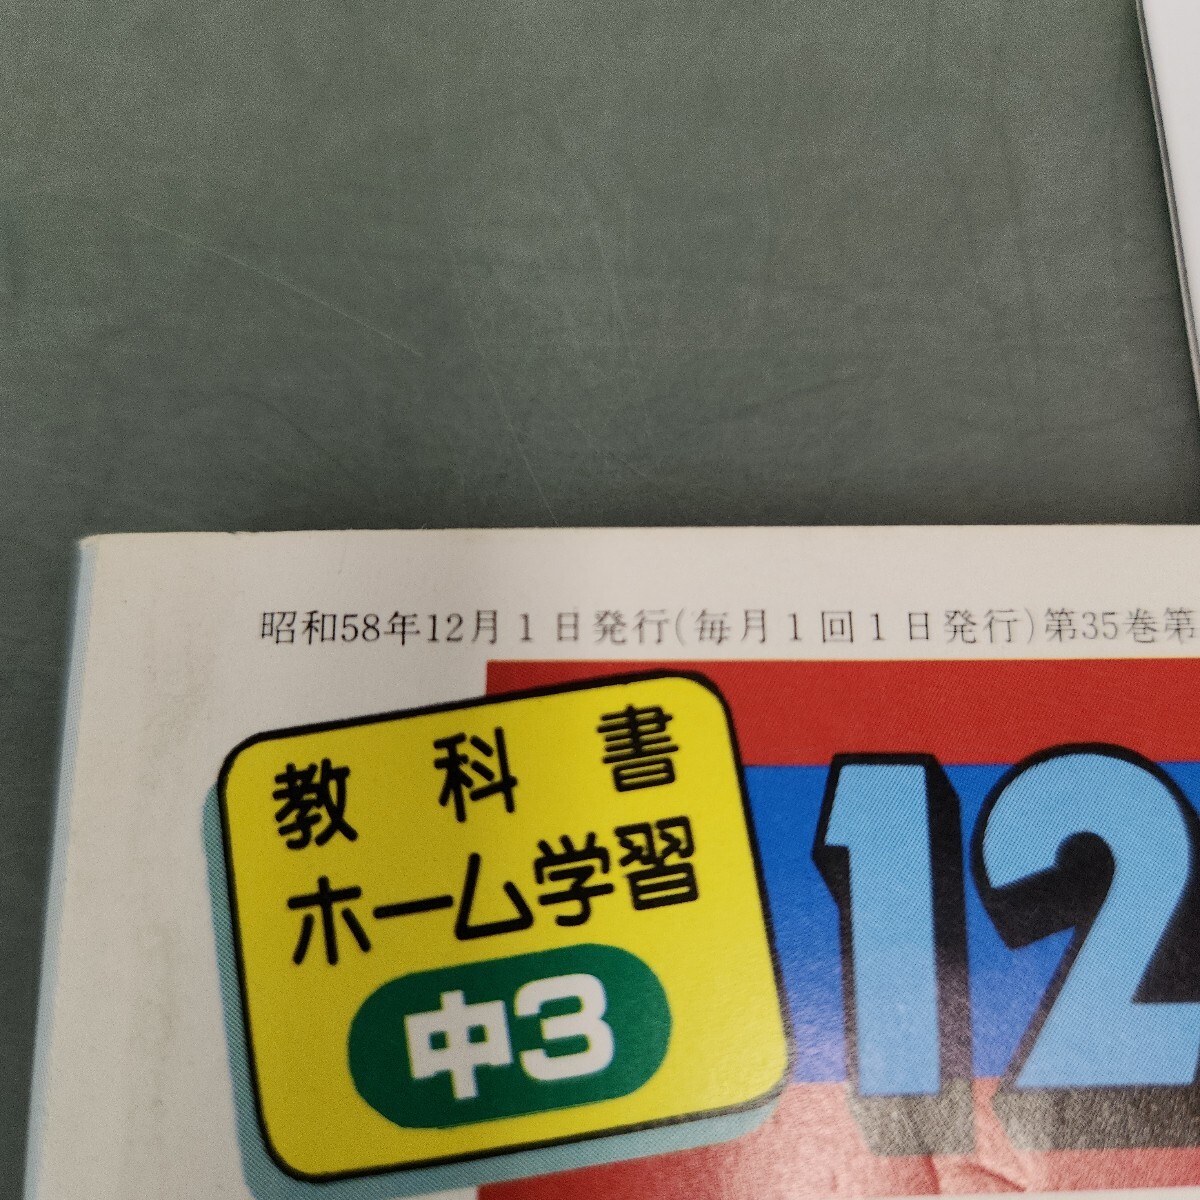 昭和58年12月1日発行(毎月1回1日発行)第35巻第
教科書
ホーム学習
中3
12